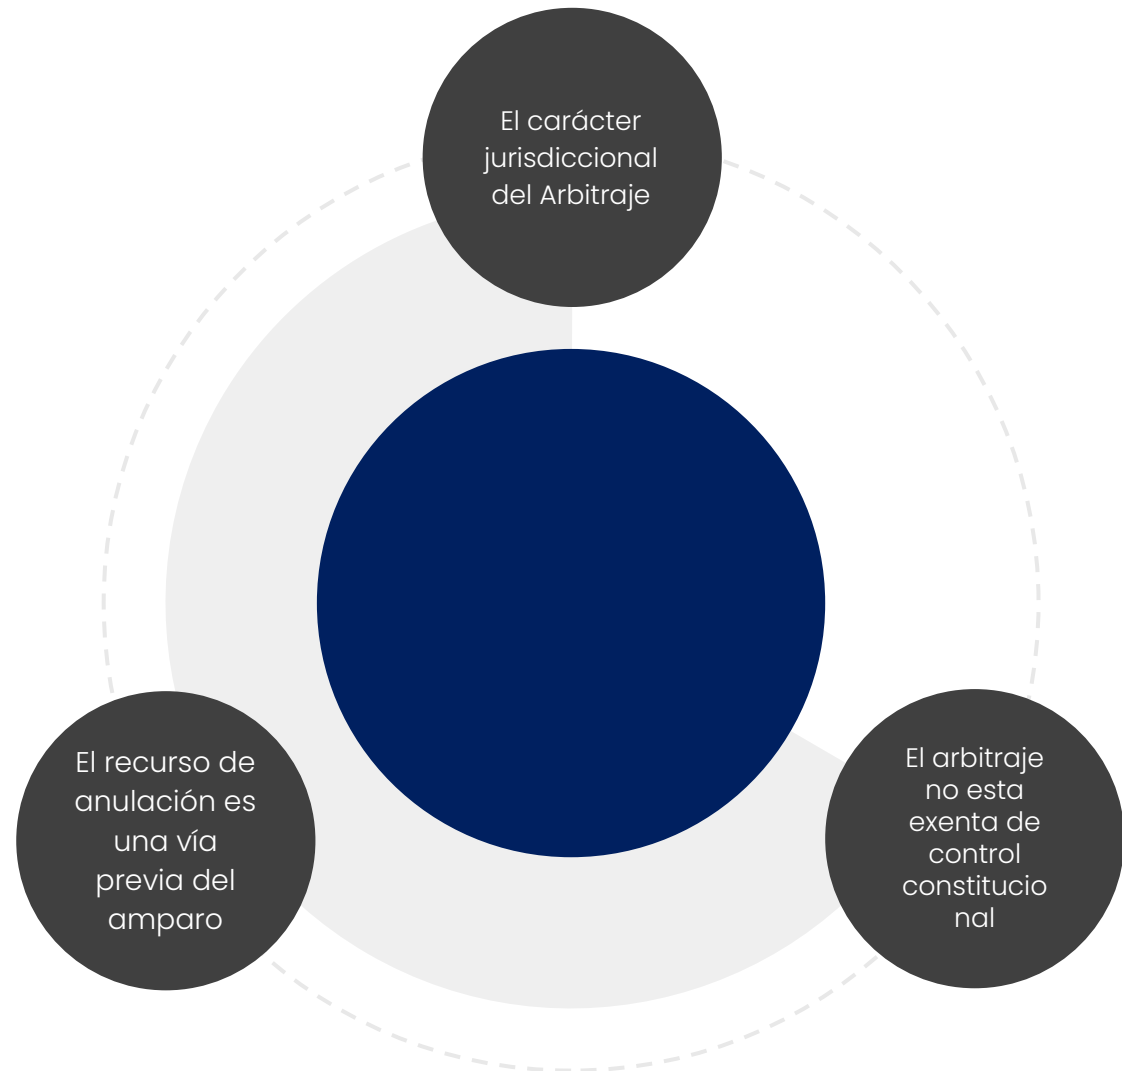 El carácter
jurisdiccional
del Arbitraje
El recurso de
anulación es
una vía
previa del
amparo
El arbitraje
no esta
exenta de
control
constitucio
nal